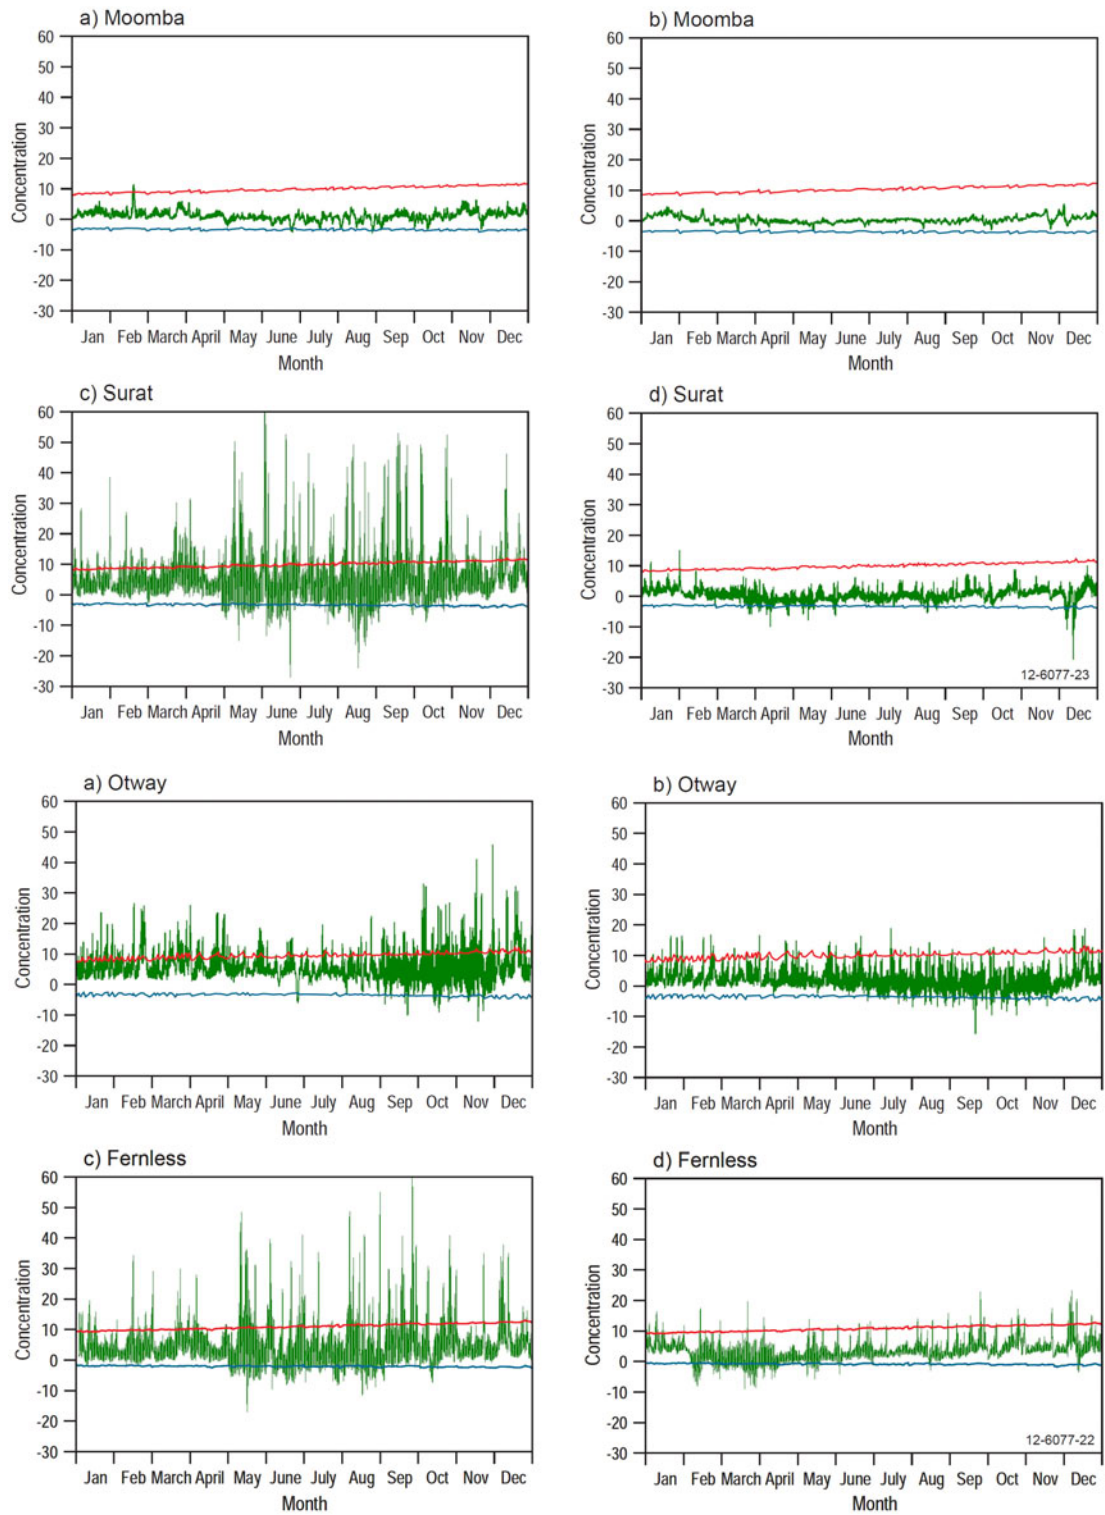 a) Moomba
60
50
40
30
20
10
0
-10
-20
-30
Concentration
Jan Feb March April May June July Aug Sep Oct Nov Dec
Month
b) Moomba
60
50
40
30
20
10
0
-10
-20
-30
Concentration
Jan Feb March April May June July Aug Sep Oct Nov Dec
Month
c) Surat
60
50
40
30
20
10
0
-10
-20
-30
Concentration
Jan Feb March April May June July Aug Sep Oct Nov Dec
Month
d) Surat
60
50
40
30
20
10
0
-10
-20
-30
Concentration
12-6077-23
Jan Feb March April May June July Aug Sep Oct Nov Dec
Month
a) Otway
60
50
40
30
20
10
0
-10
-20
-30
Concentration
Jan Feb March April May June July Aug Sep Oct Nov Dec
Month
b) Otway
60
50
40
30
20
10
0
-10
-20
-30
Concentration
Jan Feb March April May June July Aug Sep Oct Nov Dec
Month
c) Fernless
60
50
40
30
20
10
0
-10
-20
-30
Concentration
Jan Feb March April May June July Aug Sep Oct Nov Dec
Month
d) Fernless
60
50
40
30
20
10
0
-10
-20
-30
Concentration
12-6077-22
Jan Feb March April May June July Aug Sep Oct Nov Dec
Month